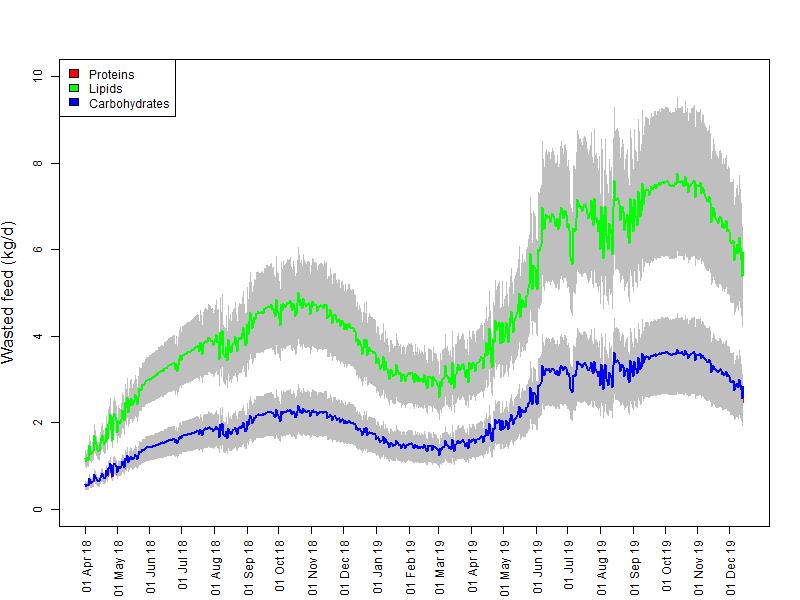 Proteins
Lipids
Carbohydrates
Wasted feed (kg/d)
10
8
6
4
2
0
01 Apr 18
01 May 18
01 Jun 18
01 Jul 18
01 Aug 18
01 Sep 18
01 Oct 18
01 Nov 18
01 Dec 18
01 Jan 19
01 Feb 19
01 Mar 19
01 Apr 19
01 May 19
01 Jun 19
01 Jul 19
01 Aug 19
01 Sep 19
01 Oct 19
01 Nov 19
01 Dec 19